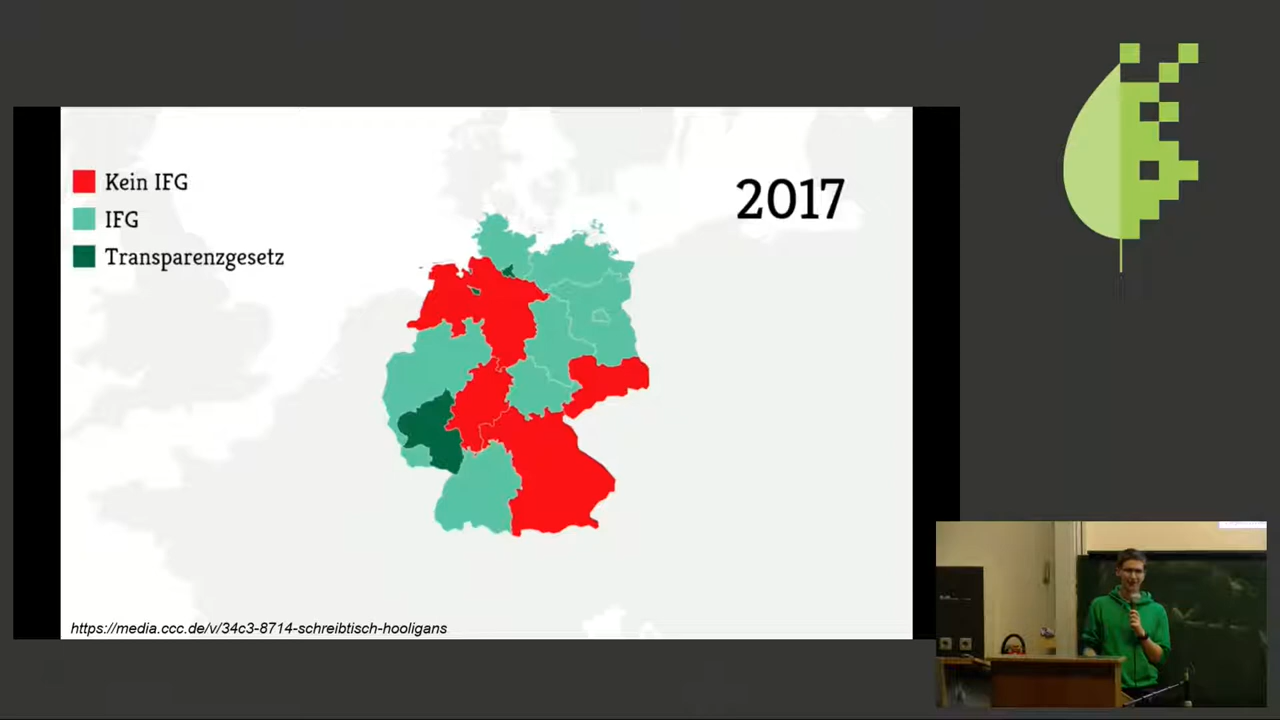 Kein IFG
IFG
Transparenzgesetz
2017
https://media.ccc.de/v/34c3-8714-schreibtisch-hooligans